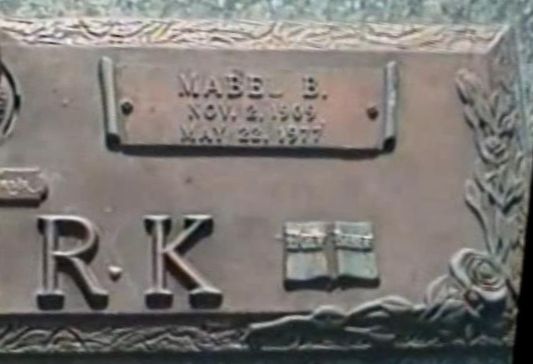 MABEL B.
NOV. 2, 1909
MAY 22, 1977
R K